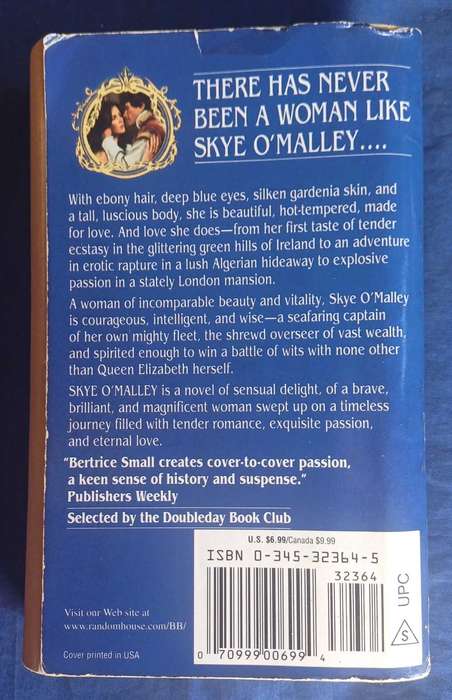 THERE HAS NEVER
BEEN A WOMAN LIKE
SKYE O'MALLEY....
With ebony hair, deep blue eyes, silken gardenia skin, and
a tall, luscious body, she is beautiful, hot-tempered, made
for love. And love she does—from her first taste of tender
ecstasy in the glittering green hills of Ireland to an adventure
in erotic rapture in a lush Algerian hideaway to explosive
passion in a stately London mansion.
A woman of incomparable beauty and vitality, Skye O'Malley
is courageous, intelligent, and wise—a seafaring captain
of her own mighty fleet, the shrewd overseer of vast wealth,
and spirited enough to win a battle of wits with none other
than Queen Elizabeth herself.
SKYE O'MALLEY is a novel of sensual delight, of a brave,
brilliant, and magnificent woman swept up on a timeless
journey filled with tender romance, exquisite passion,
and eternal love.
"Bertrice Small creates cover-to-cover passion,
a keen sense of history and suspense."
Publishers Weekly
Selected by the Doubleday Book Club
U.S. $6.99/Canada $9.99
ISBN 0-345-32364-5
32364
UPC
S
0 70999 00699 4
Visit our Web site at
www.randomhouse.com/BB/
Cover printed in USA